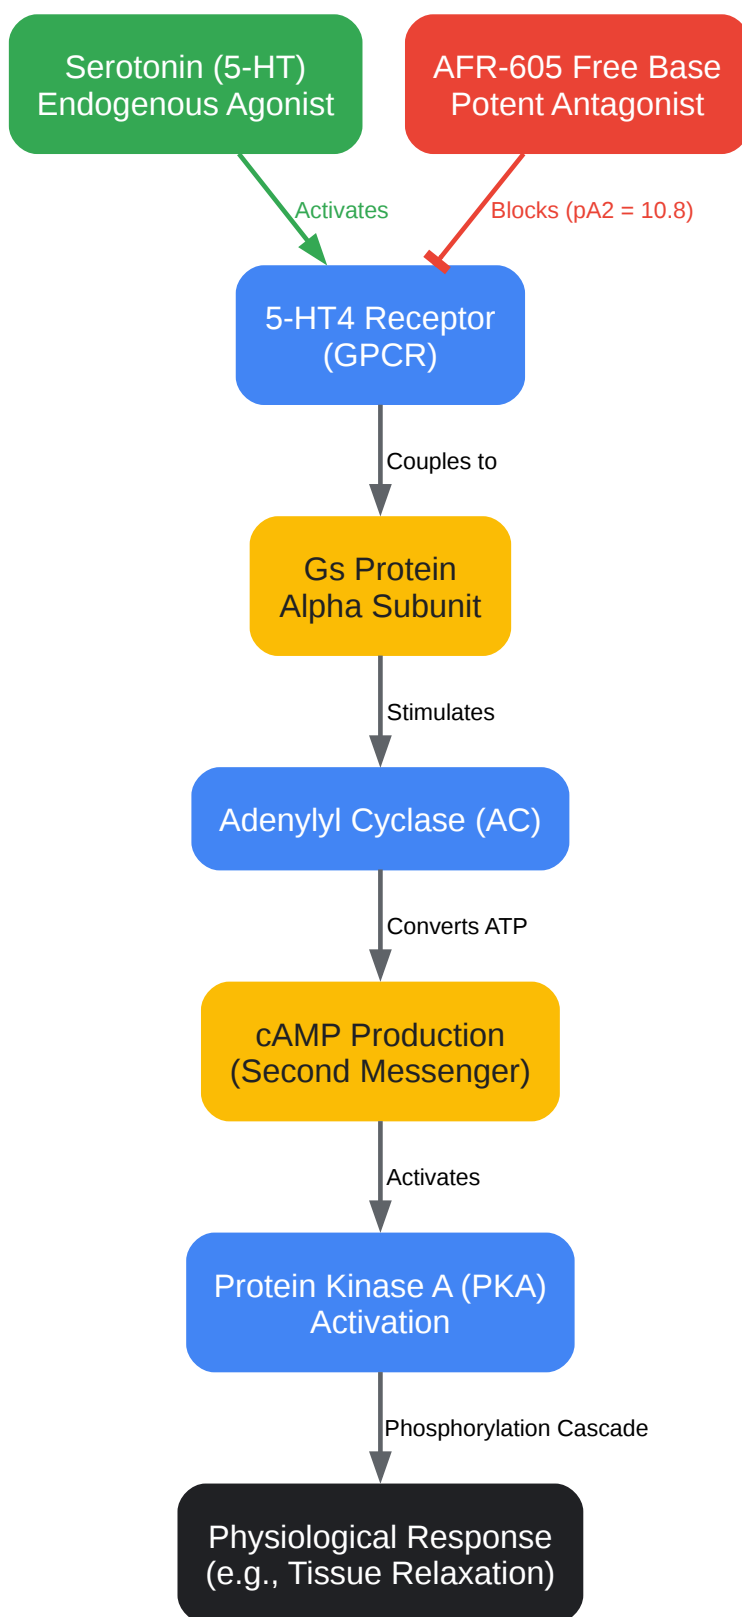 Serotonin (5-HT)
Endogenous Agonist
AFR-605 Free Base
Potent Antagonist
Activates
Blocks (pA2 = 10.8)
5-HT4 Receptor
(GPCR)
Couples to
Gs Protein
Alpha Subunit
Stimulates
Adenylyl Cyclase (AC)
Converts ATP
cAMP Production
(Second Messenger)
Activates
Protein Kinase A (PKA)
Activation
Phosphorylation Cascade
Physiological Response
(e.g., Tissue Relaxation)